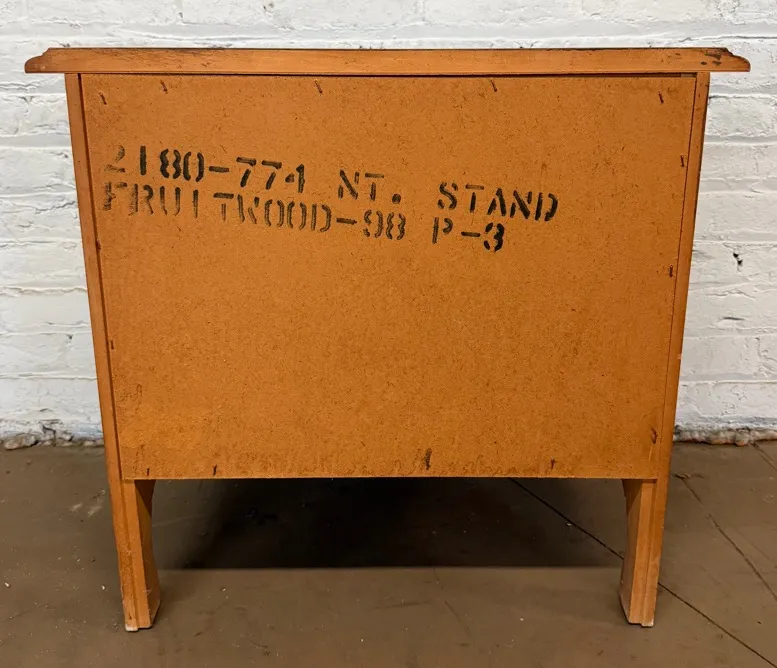 2180-774 NT. STAND
FRUITWOOD-98 P-3